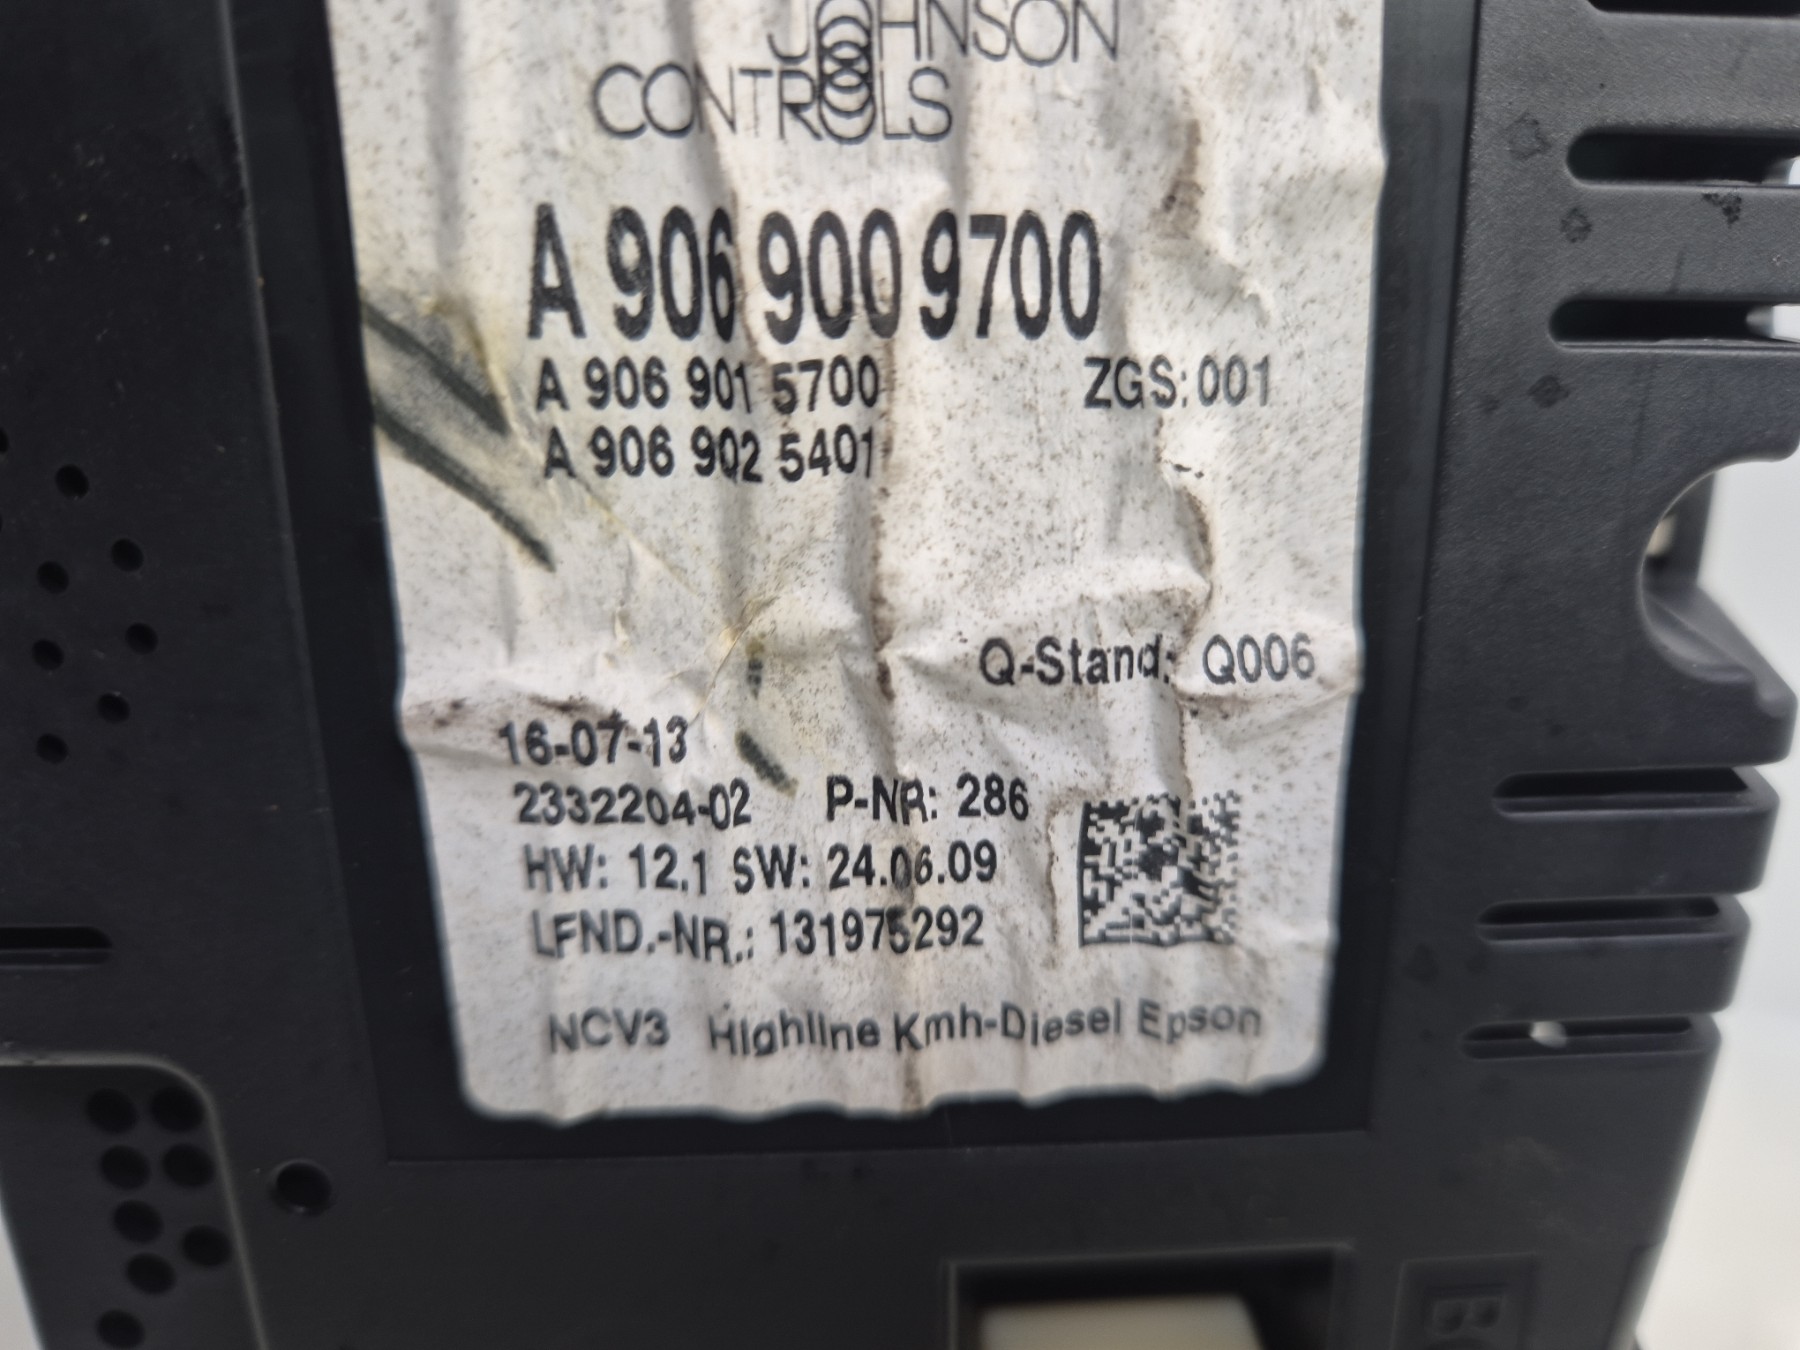 JOHNSON
CONTROLS
A 906 900 9700
A 906 901 5700 ZGS: 001
A 906 902 5401
Q-Stand: Q006
16-07-13
2332204-02 P-NR: 286
HW: 12.1 SW: 24.06.09
LFND.-NR.: 131975292
NCV3 Highline Kmh-Diesel Epson